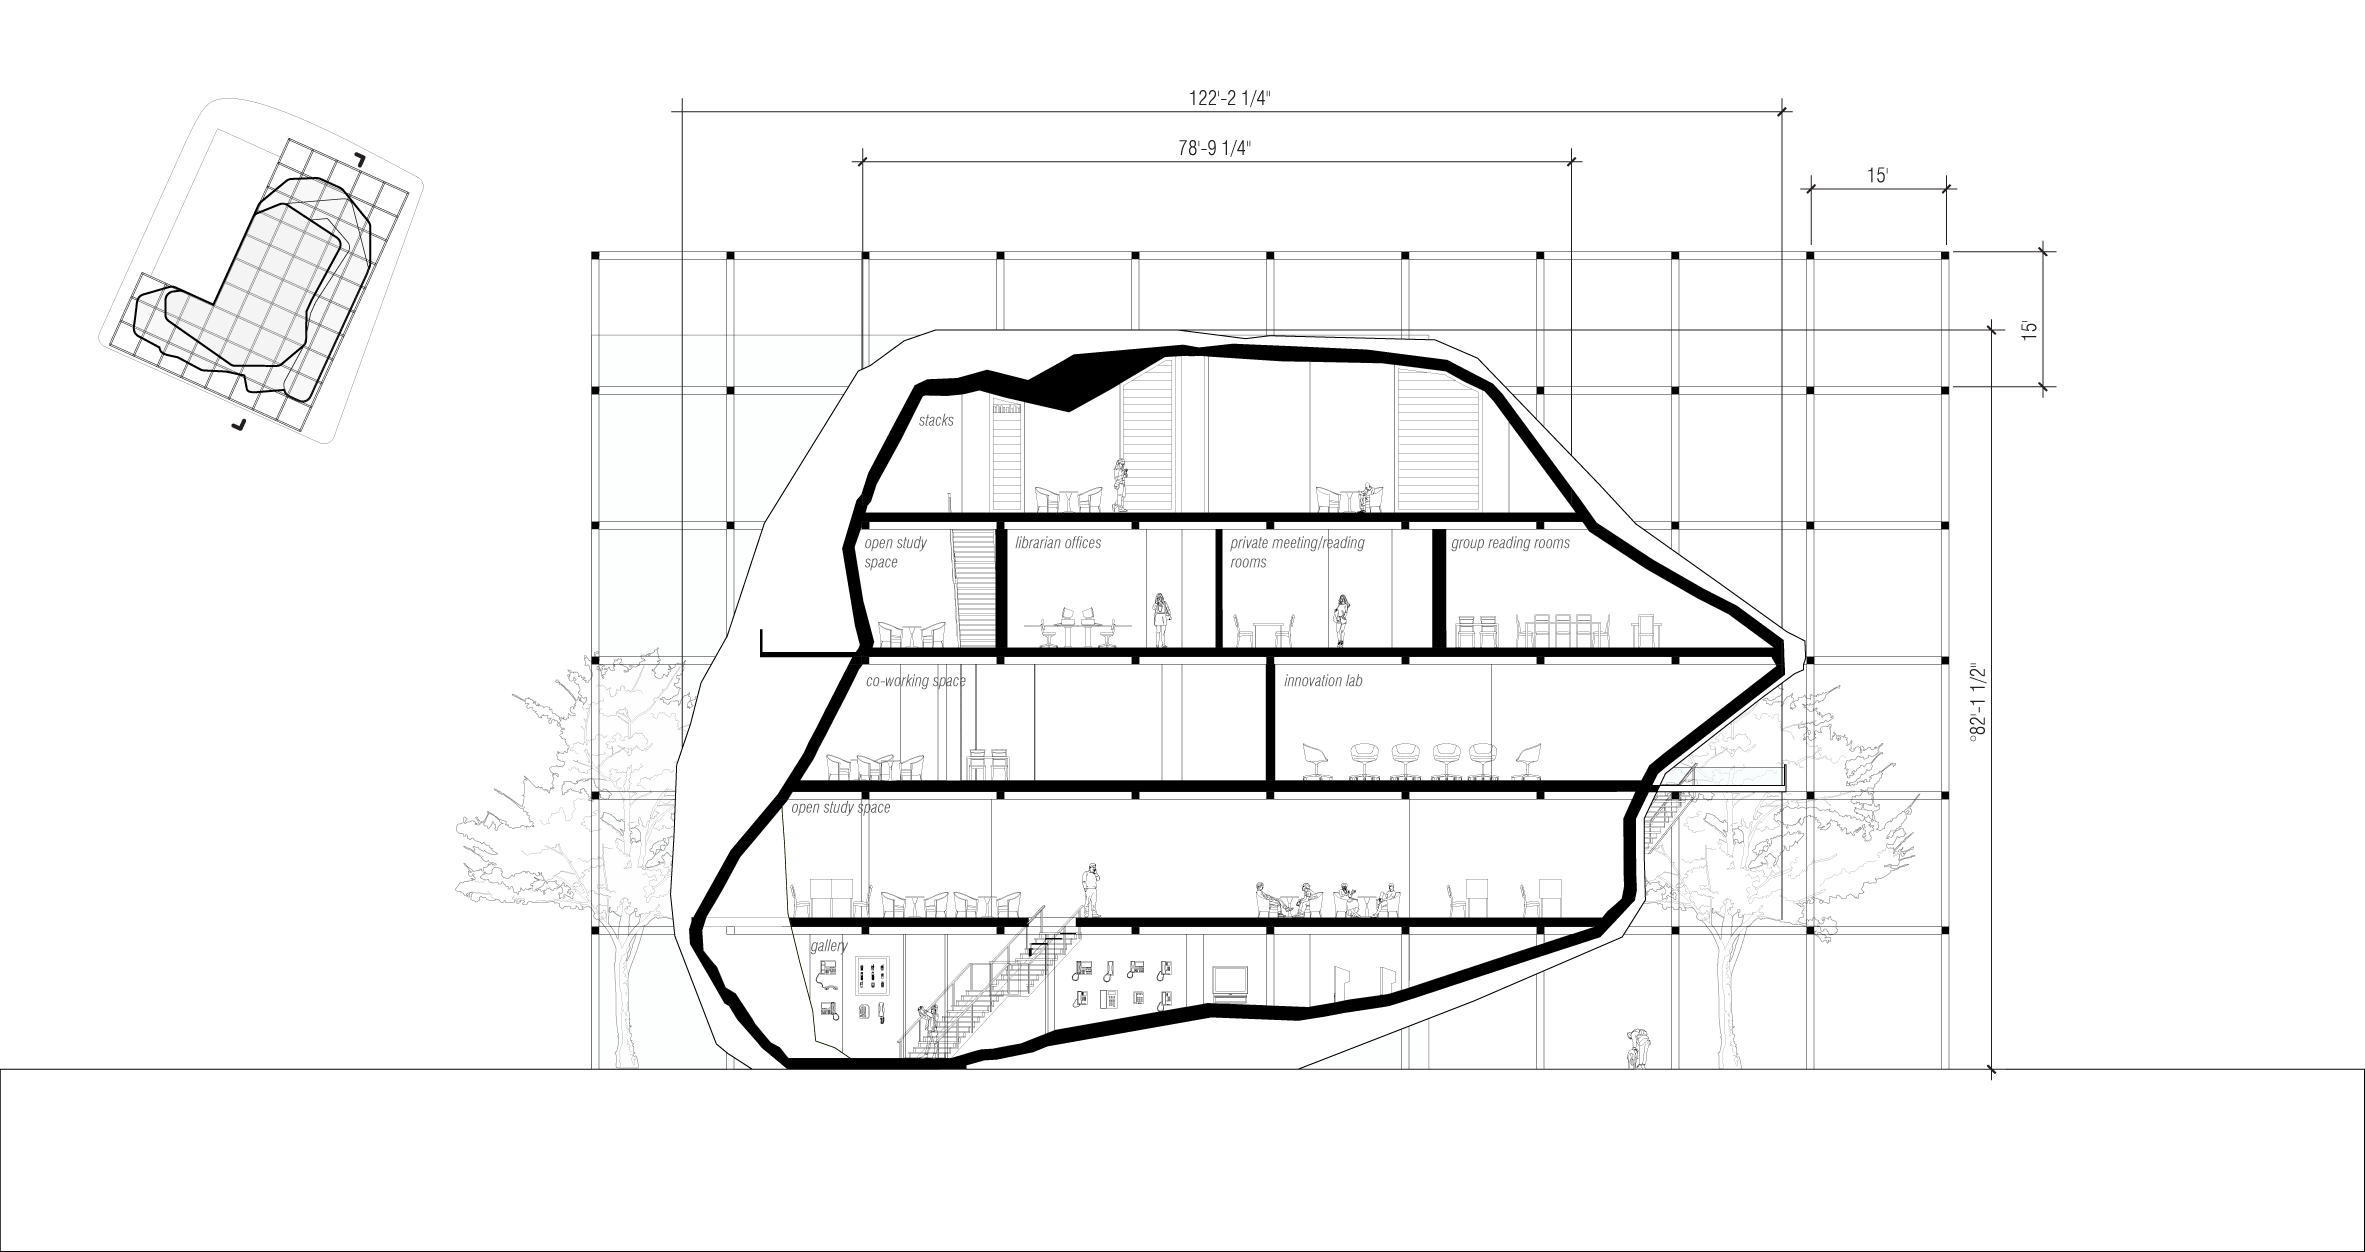 122'-2 1/4"
78'-9 1/4"
15'
15'
stacks
open study
space
librarian offices
private meeting/reading
rooms
group reading rooms
co-working space
innovation lab
°82'-1 1/2"
open study space
gallery